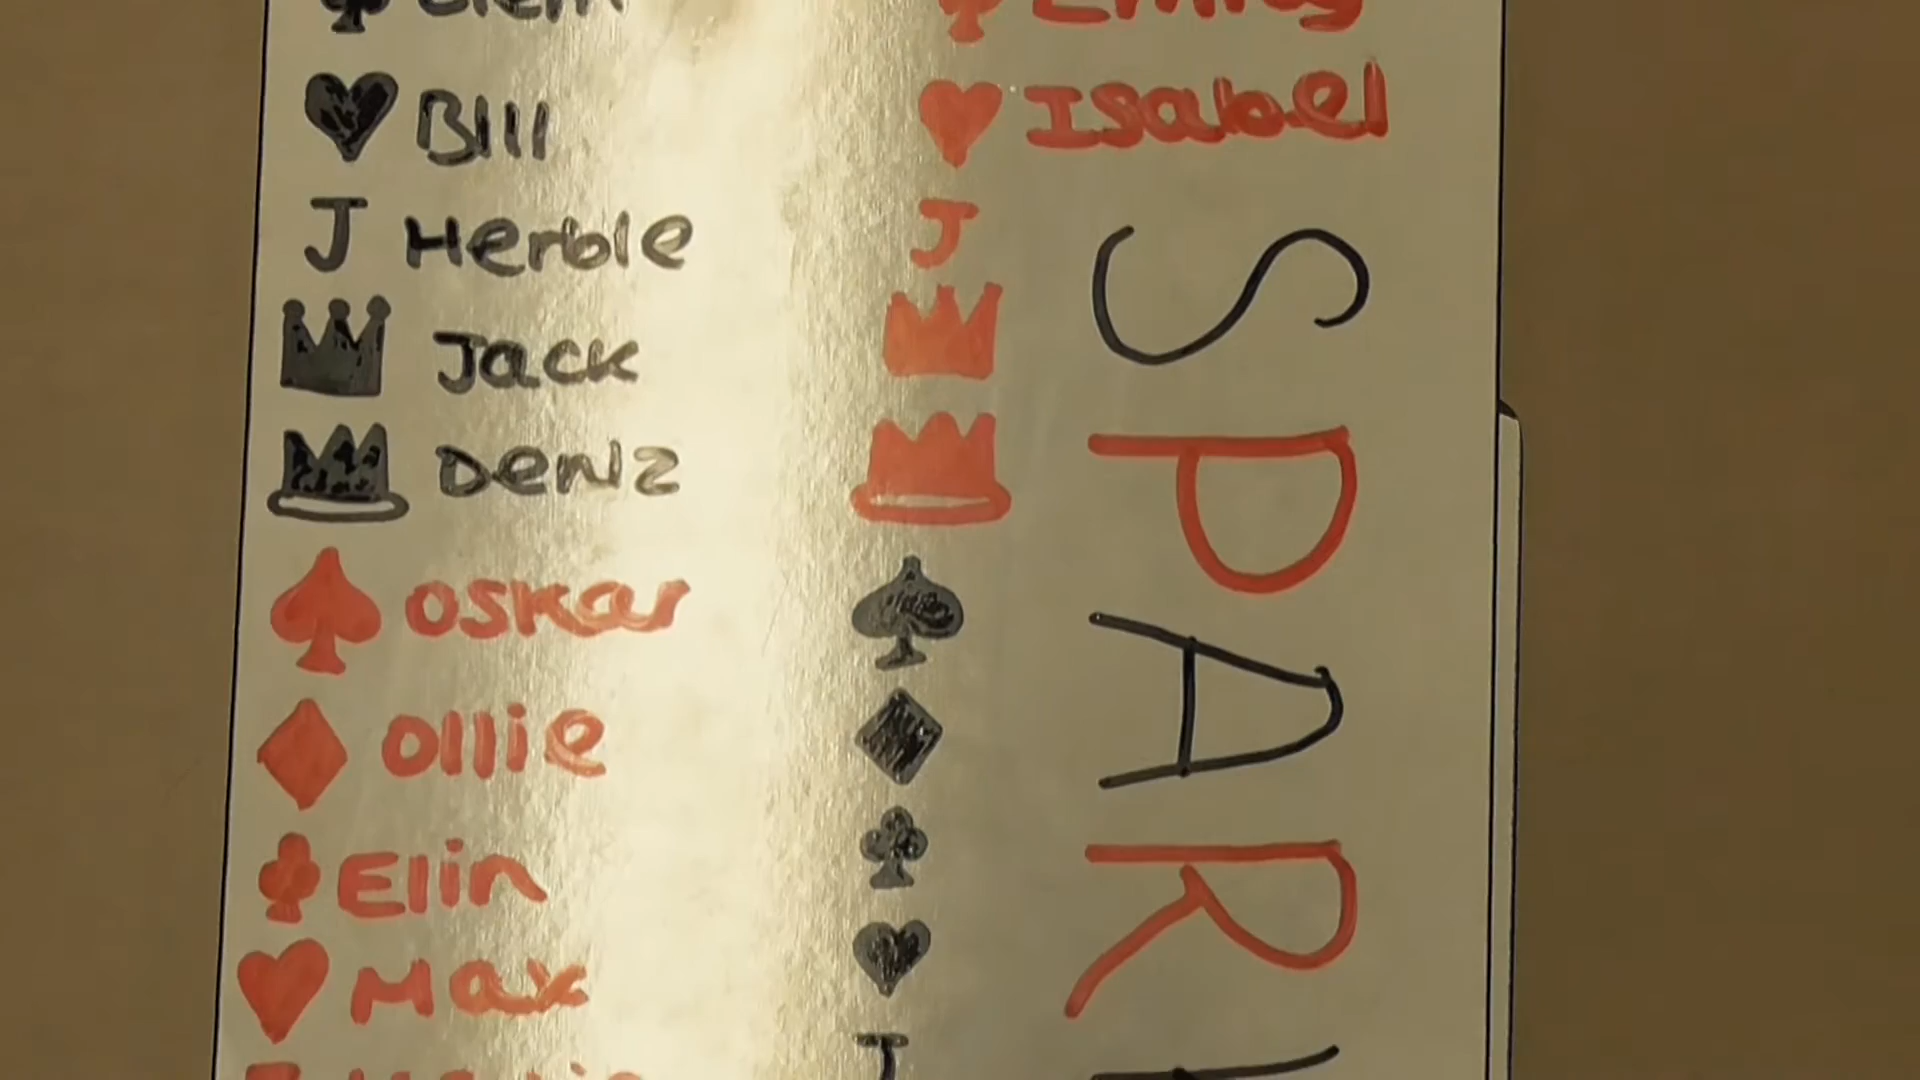 Bill
Isabel
J Herbie
J
Jack
Deniz
Oskar
Ollie
Elin
Max
J
SPAR